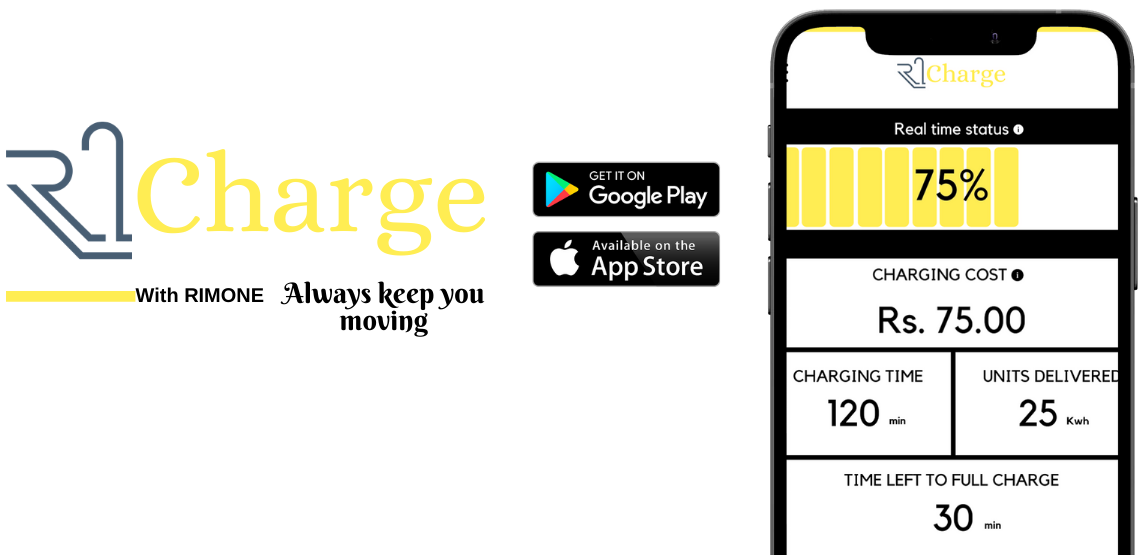 R1Charge
With RIMONE
Always keep you
moving
GET IT ON
Google Play
Available on the
App Store
R1Charge
Real time status
75%
CHARGING COST
Rs. 75.00
CHARGING TIME
120 min
UNITS DELIVERED
25 Kwh
TIME LEFT TO FULL CHARGE
30 min